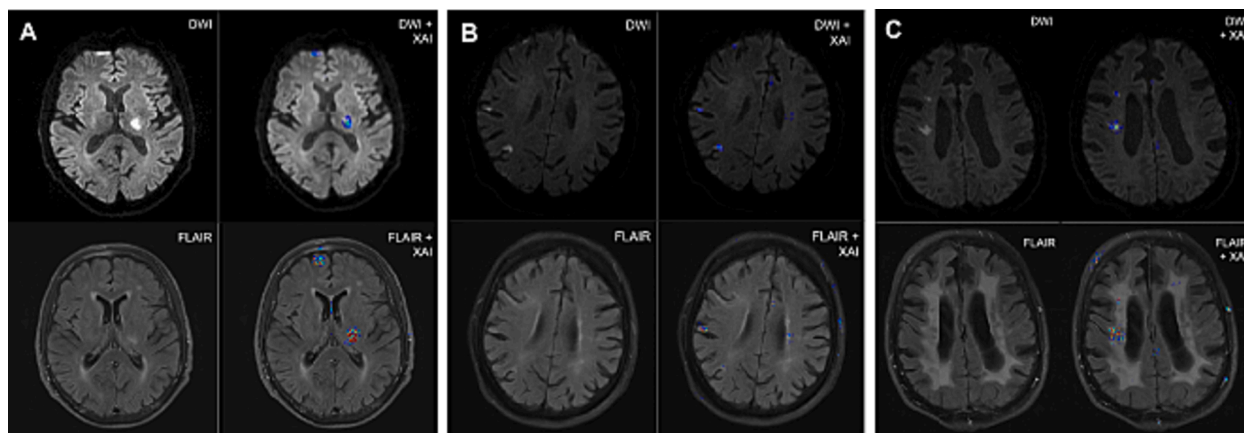 A
DWI
DWI +
XAI
FLAIR
FLAIR +
XAI
B
DWI
DWI +
XAI
FLAIR
FLAIR +
XAI
C
DWI
DWI
+ XAI
FLAIR
FLAIR
+ XAI